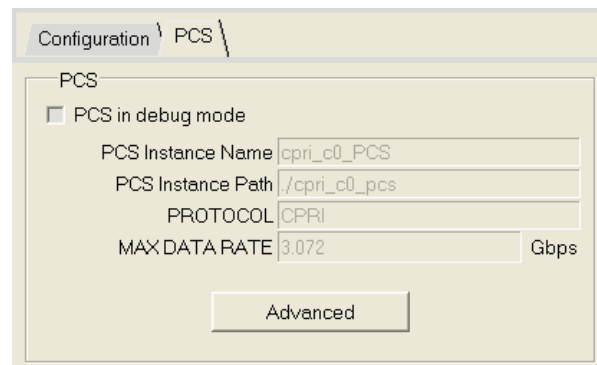 Configuration PCS
PCS
PCS in debug mode
PCS Instance Name cpri_c0_PCS
PCS Instance Path ./cpri_c0_pcs
PROTOCOL CPRI
MAX DATA RATE 3.072 Gbps
Advanced